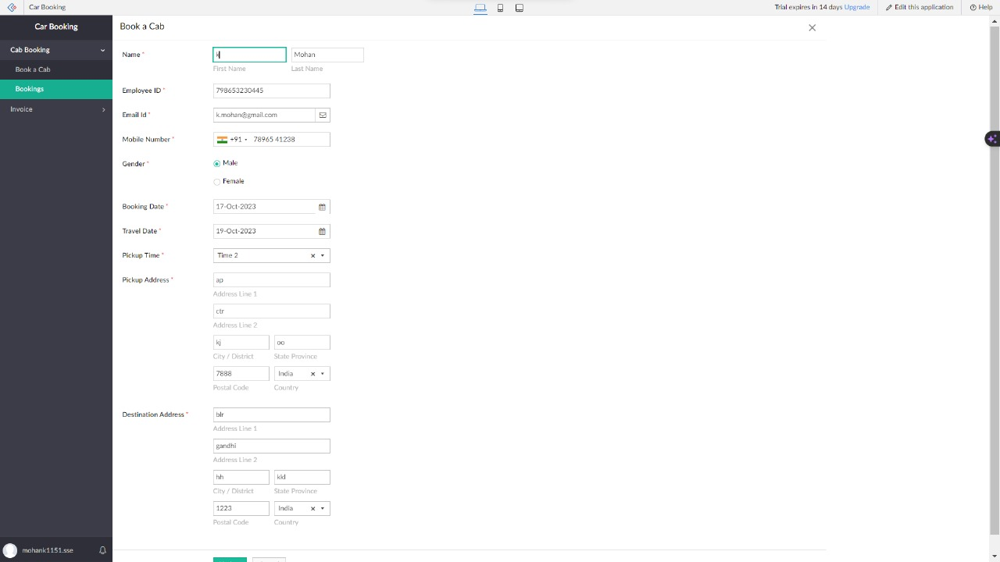 Car Booking
Trial expires in 14 days Upgrade
Edit this application
Help
Car Booking
Cab Booking
Book a Cab
Bookings
Invoice
mohank1151.sse
Book a Cab
Name *
k
Mohan
First Name
Last Name
Employee ID *
798653230445
Email Id *
k.mohan@gmail.com
Mobile Number *
+91
78965 41238
Gender *
Male
Female
Booking Date *
17-Oct-2023
Travel Date *
19-Oct-2023
Pickup Time *
Time 2
Pickup Address *
ap
Address Line 1
ctr
Address Line 2
kj
oo
City / District
State Province
7888
India
Postal Code
Country
Destination Address *
blr
Address Line 1
gandhi
Address Line 2
hh
kkl
City / District
State Province
1223
India
Postal Code
Country